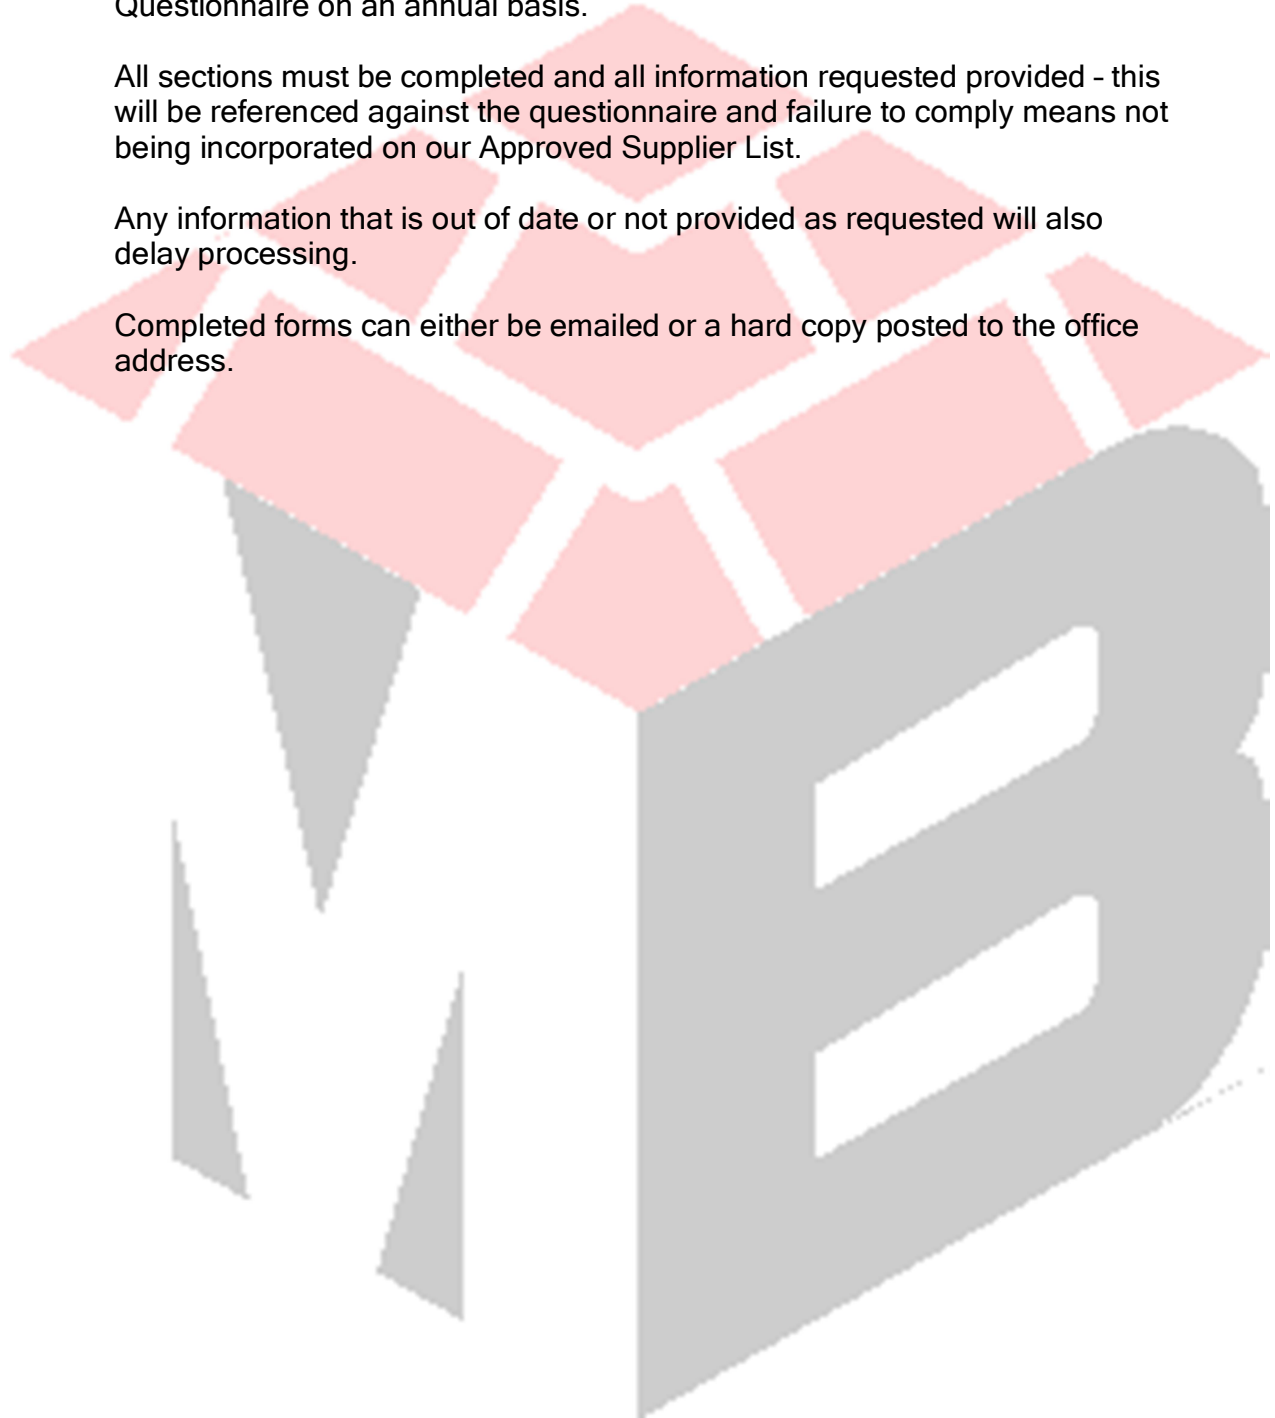 Questionnaire on an annual basis.
All sections must be completed and all information requested provided – this
will be referenced against the questionnaire and failure to comply means not
being incorporated on our Approved Supplier List.
Any information that is out of date or not provided as requested will also
delay processing.
Completed forms can either be emailed or a hard copy posted to the office
address.
MB